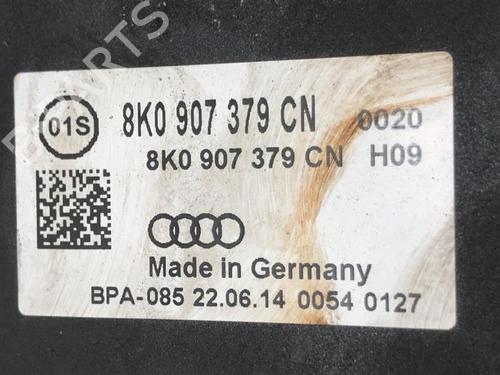 01S 8K0 907 379 CN 0020
8K0 907 379 CN H09
Made in Germany
BPA-085 22.06.14 0054 0127